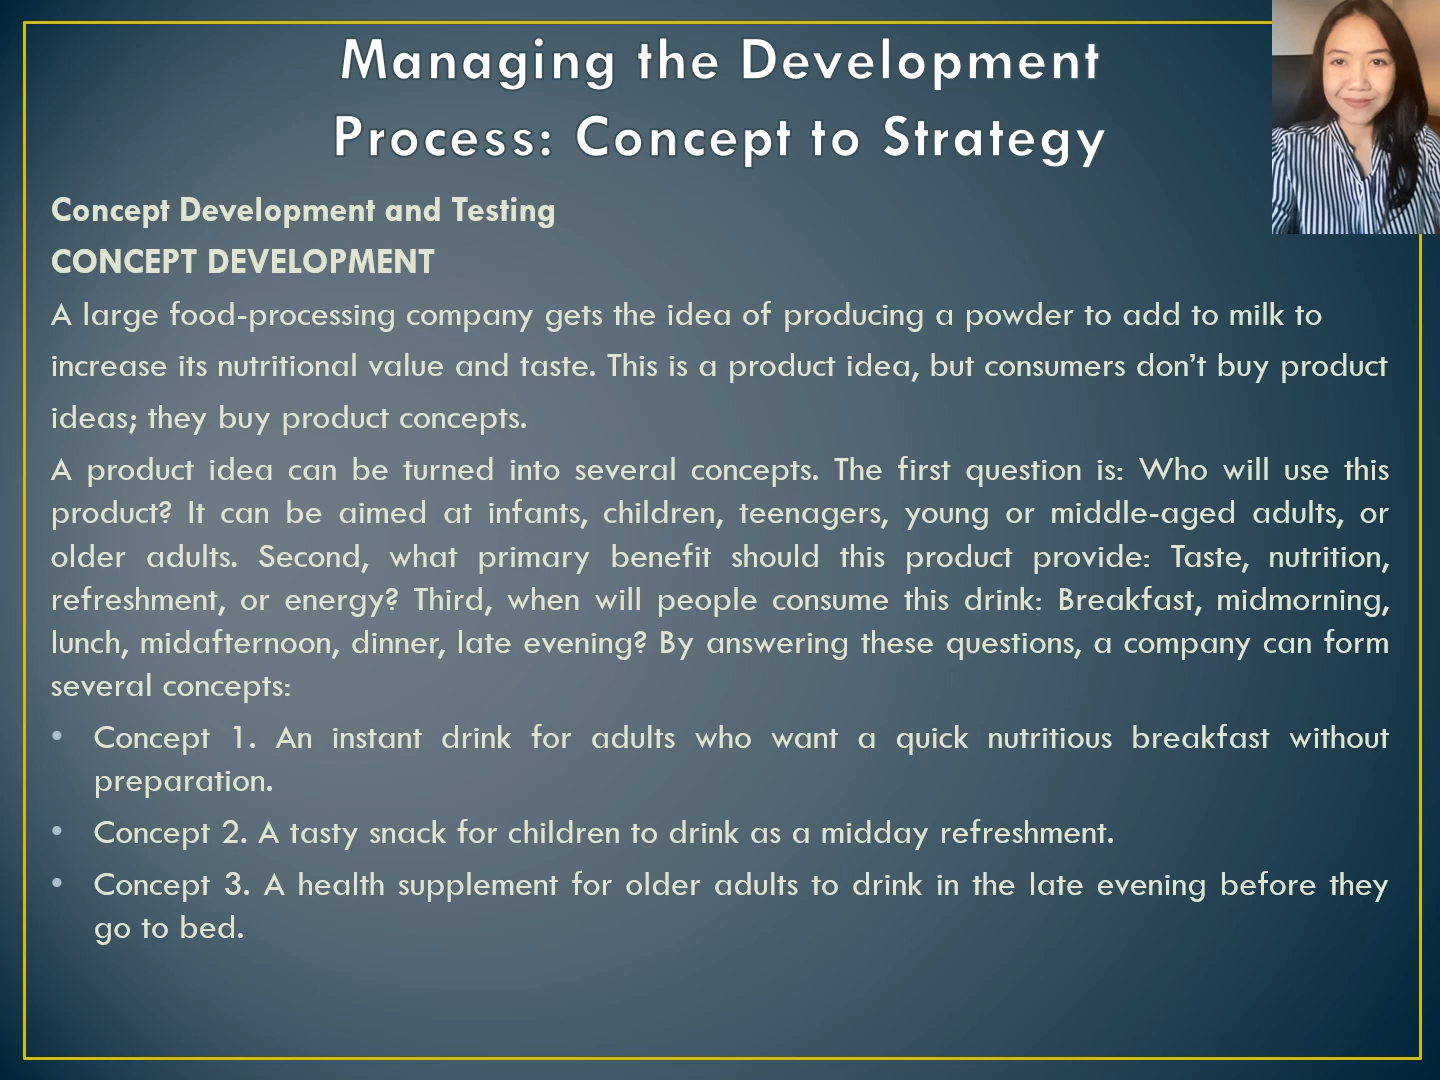 Managing the Development
Process: Concept to Strategy
Concept Development and Testing
CONCEPT DEVELOPMENT
A large food-processing company gets the idea of producing a powder to add to milk to
increase its nutritional value and taste. This is a product idea, but consumers don’t buy product
ideas; they buy product concepts.
A product idea can be turned into several concepts. The first question is: Who will use this
product? It can be aimed at infants, children, teenagers, young or middle-aged adults, or
older adults. Second, what primary benefit should this product provide: Taste, nutrition,
refreshment, or energy? Third, when will people consume this drink: Breakfast, midmorning,
lunch, midafternoon, dinner, late evening? By answering these questions, a company can form
several concepts:
• Concept 1. An instant drink for adults who want a quick nutritious breakfast without
preparation.
• Concept 2. A tasty snack for children to drink as a midday refreshment.
• Concept 3. A health supplement for older adults to drink in the late evening before they
go to bed.